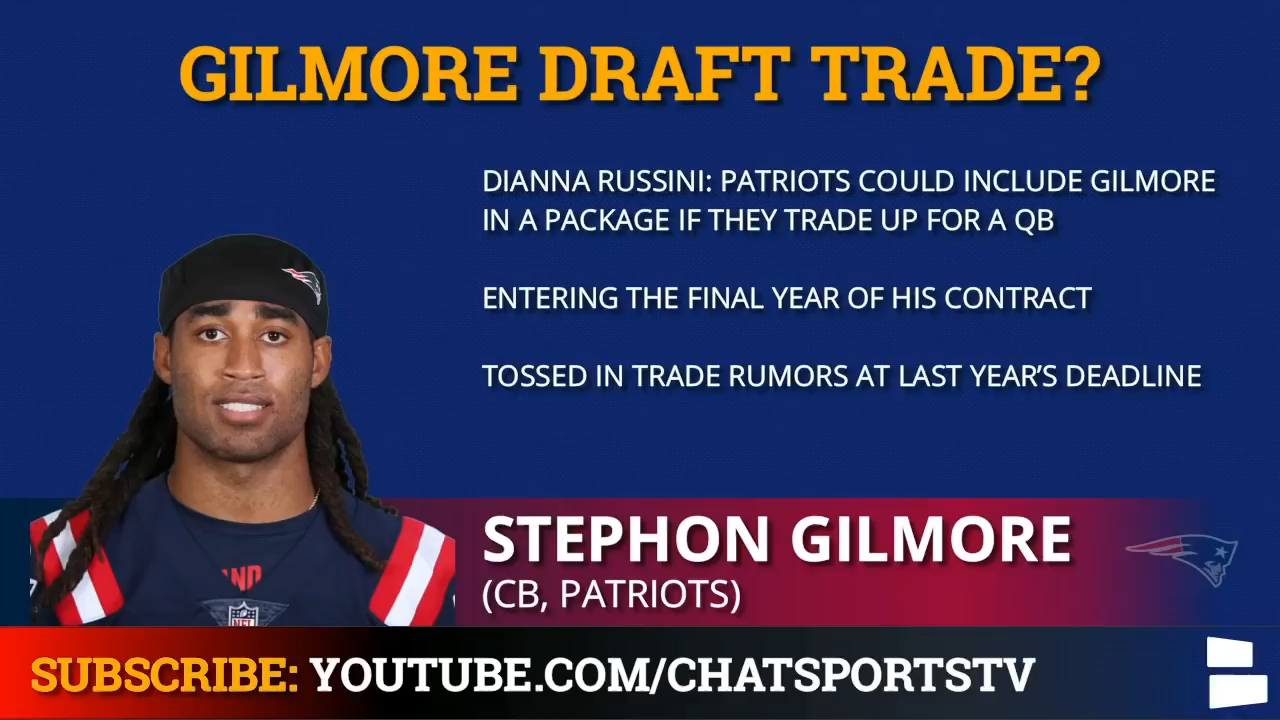 GILMORE DRAFT TRADE?
DIANNA RUSSINI: PATRIOTS COULD INCLUDE GILMORE
IN A PACKAGE IF THEY TRADE UP FOR A QB
ENTERING THE FINAL YEAR OF HIS CONTRACT
TOSSED IN TRADE RUMORS AT LAST YEAR'S DEADLINE
STEPHON GILMORE
(CB, PATRIOTS)
NFL
SUBSCRIBE: YOUTUBE.COM/CHATSPORTSTV